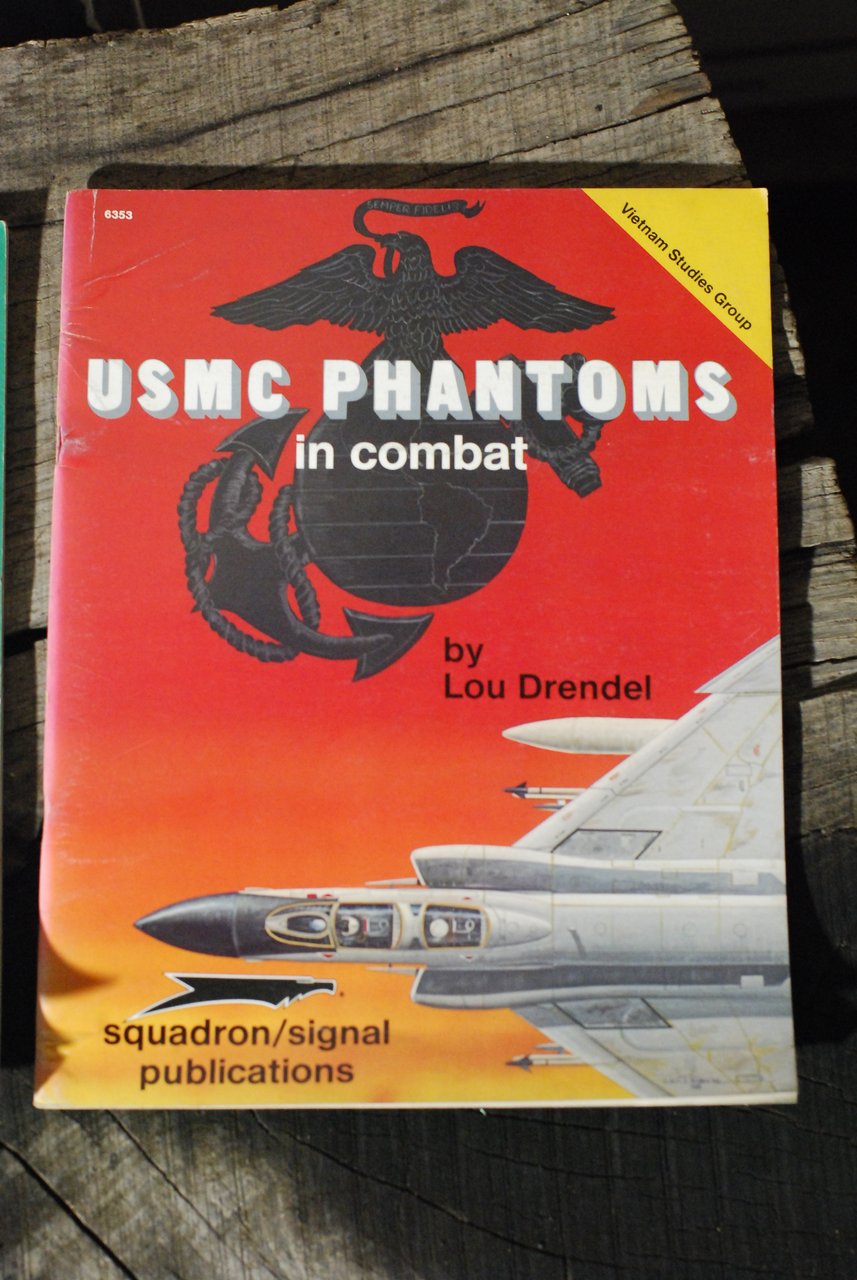 6353
SEMPER FIDELIS
Vietnam Studies Group
USMC PHANTOMS
in combat
by
Lou Drendel
squadron/signal
publications